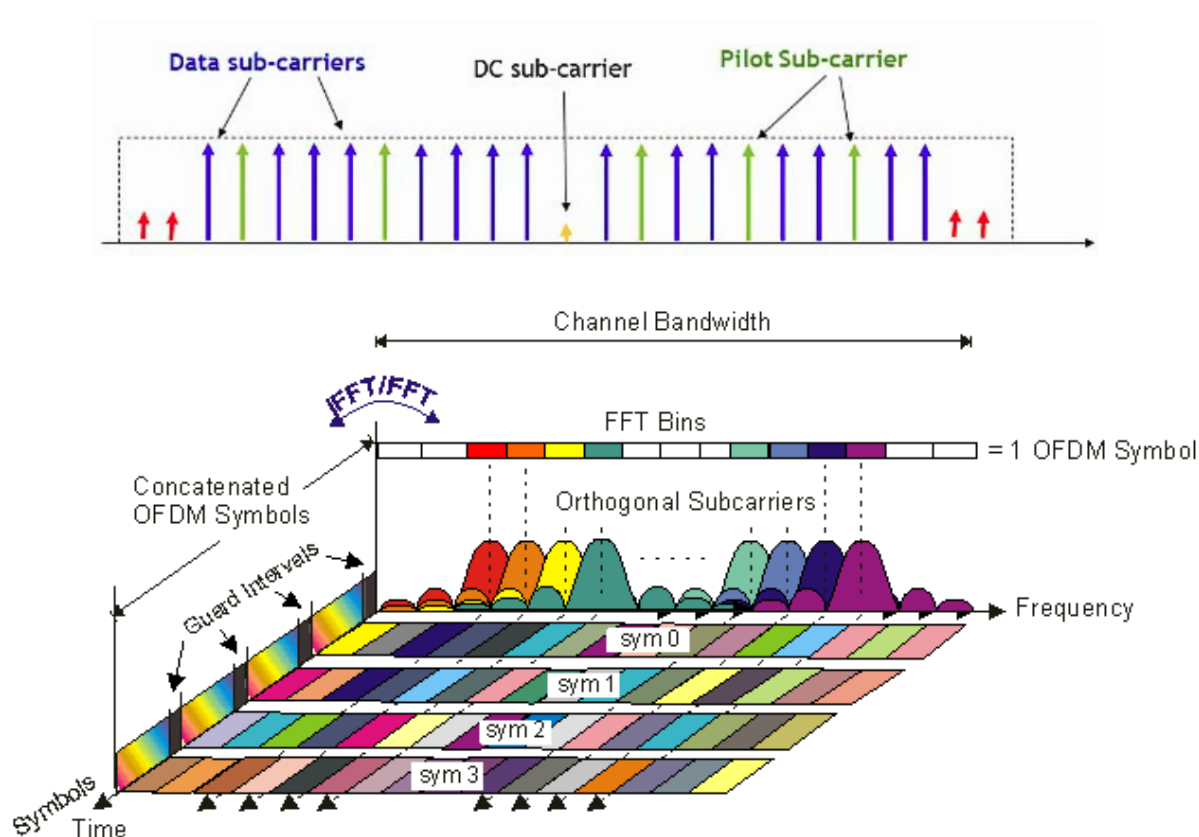 Data sub-carriers
DC sub-carrier
Pilot Sub-carrier
Channel Bandwidth
IFFT/FFT
FFT Bins
= 1 OFDM Symbol
Concatenated
OFDM Symbols
Orthogonal Subcarriers
Guard Intervals
Frequency
sym 0
sym 1
sym 2
sym 3
Symbols
Time